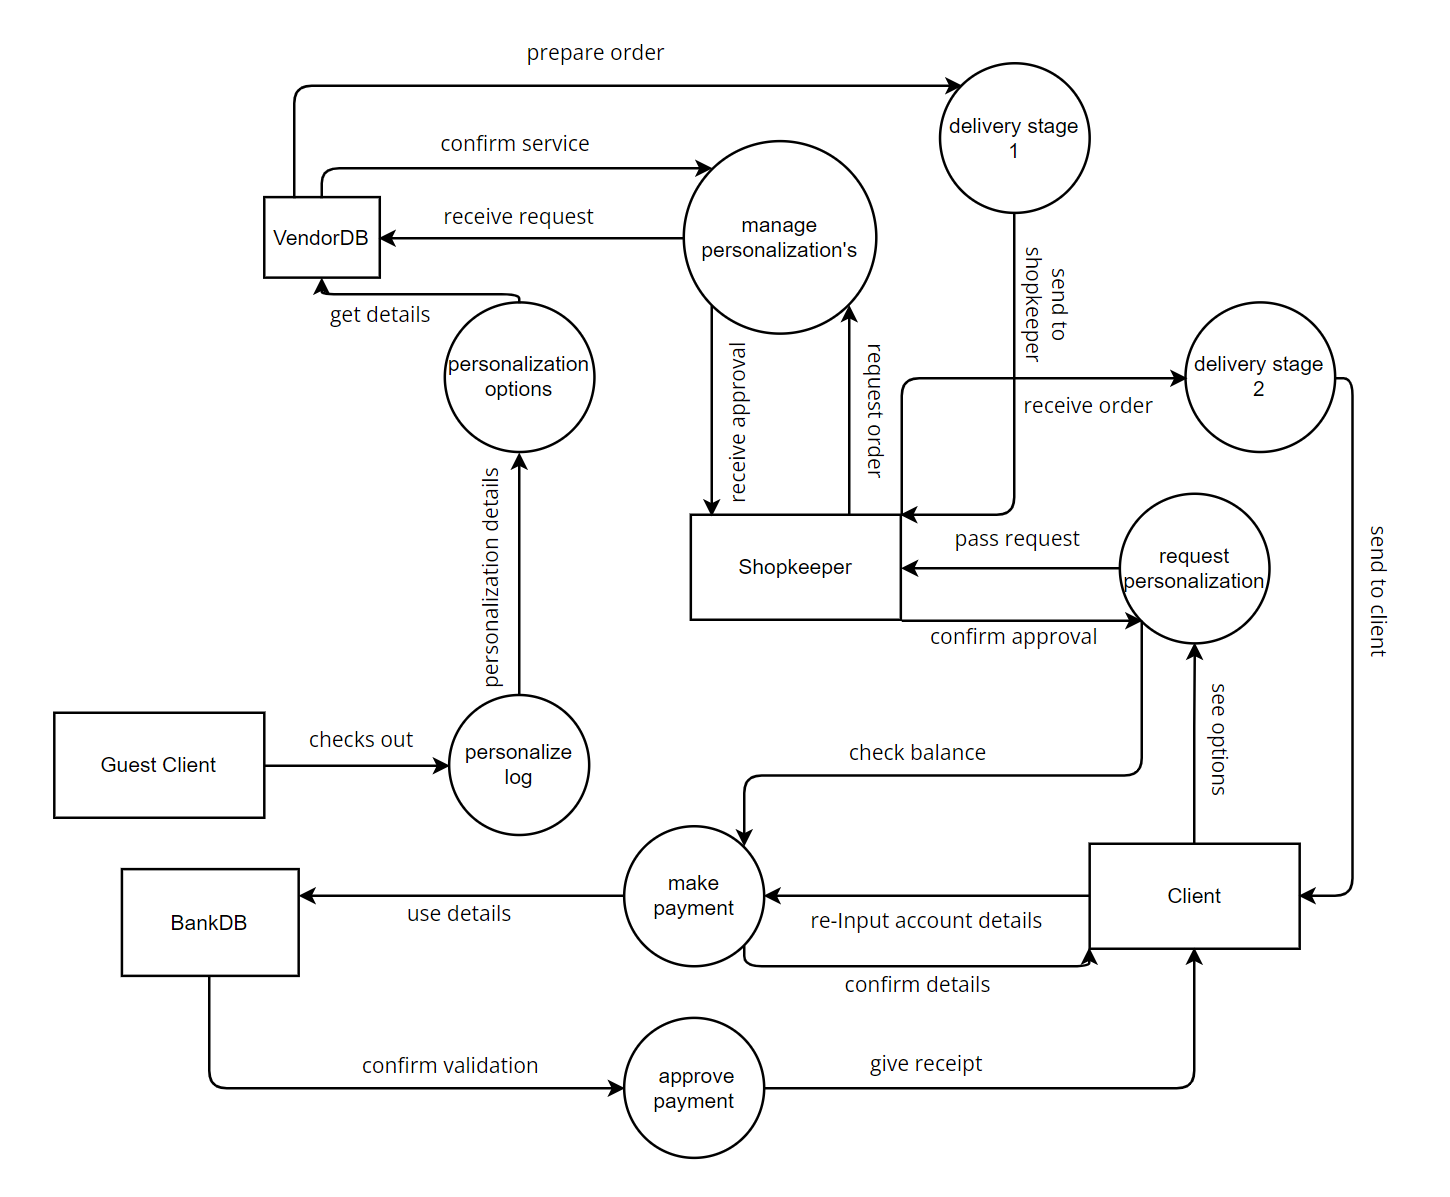 prepare order
delivery stage
1
confirm service
manage
personalization's
receive request
VendorDB
get details
send to
shopkeeper
personalization
options
delivery stage
2
receive approval
request order
receive order
personalization details
pass request
request
personalization
send to client
Shopkeeper
confirm approval
see options
checks out
Guest Client
personalize
log
check balance
make
payment
Client
use details
re-Input account details
BankDB
confirm details
confirm validation
give receipt
approve
payment